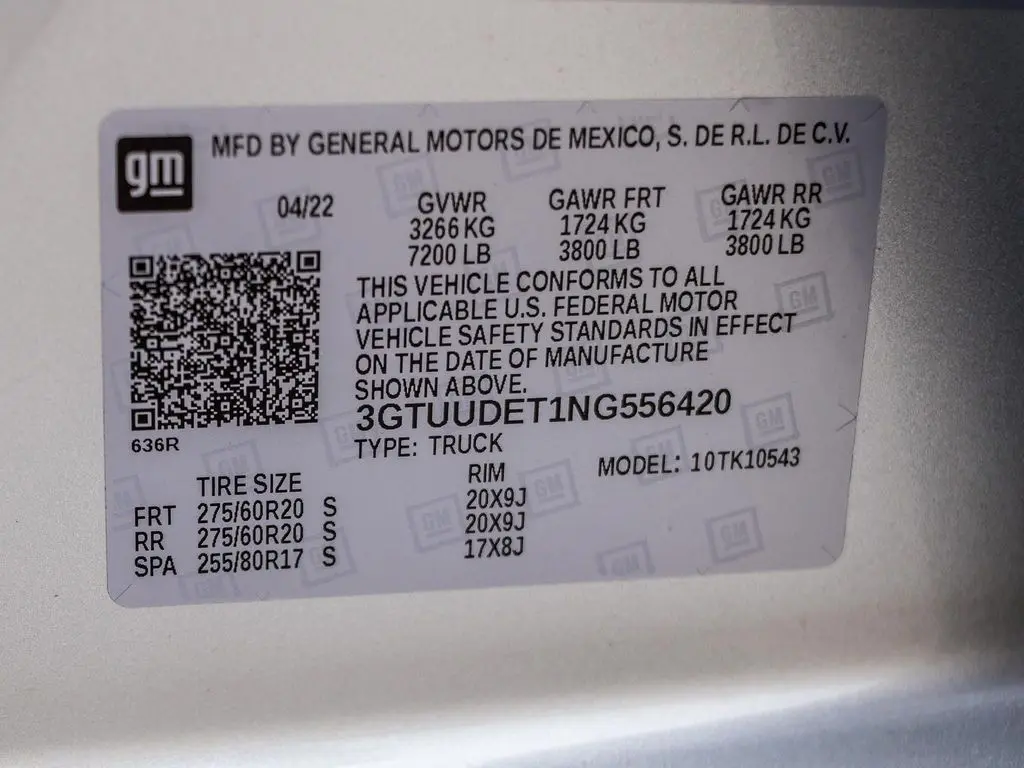 gm
MFD BY GENERAL MOTORS DE MEXICO, S. DE R.L. DE C.V.
04/22
GVWR GAWR FRT GAWR RR
3266 KG 1724 KG 1724 KG
7200 LB 3800 LB 3800 LB
THIS VEHICLE CONFORMS TO ALL
APPLICABLE U.S. FEDERAL MOTOR
VEHICLE SAFETY STANDARDS IN EFFECT
ON THE DATE OF MANUFACTURE
SHOWN ABOVE.
3GTUUDET1NG556420
636R
TYPE: TRUCK
MODEL: 10TK10543
TIRE SIZE RIM
FRT 275/60R20 S 20X9J
RR 275/60R20 S 20X9J
SPA 255/80R17 S 17X8J